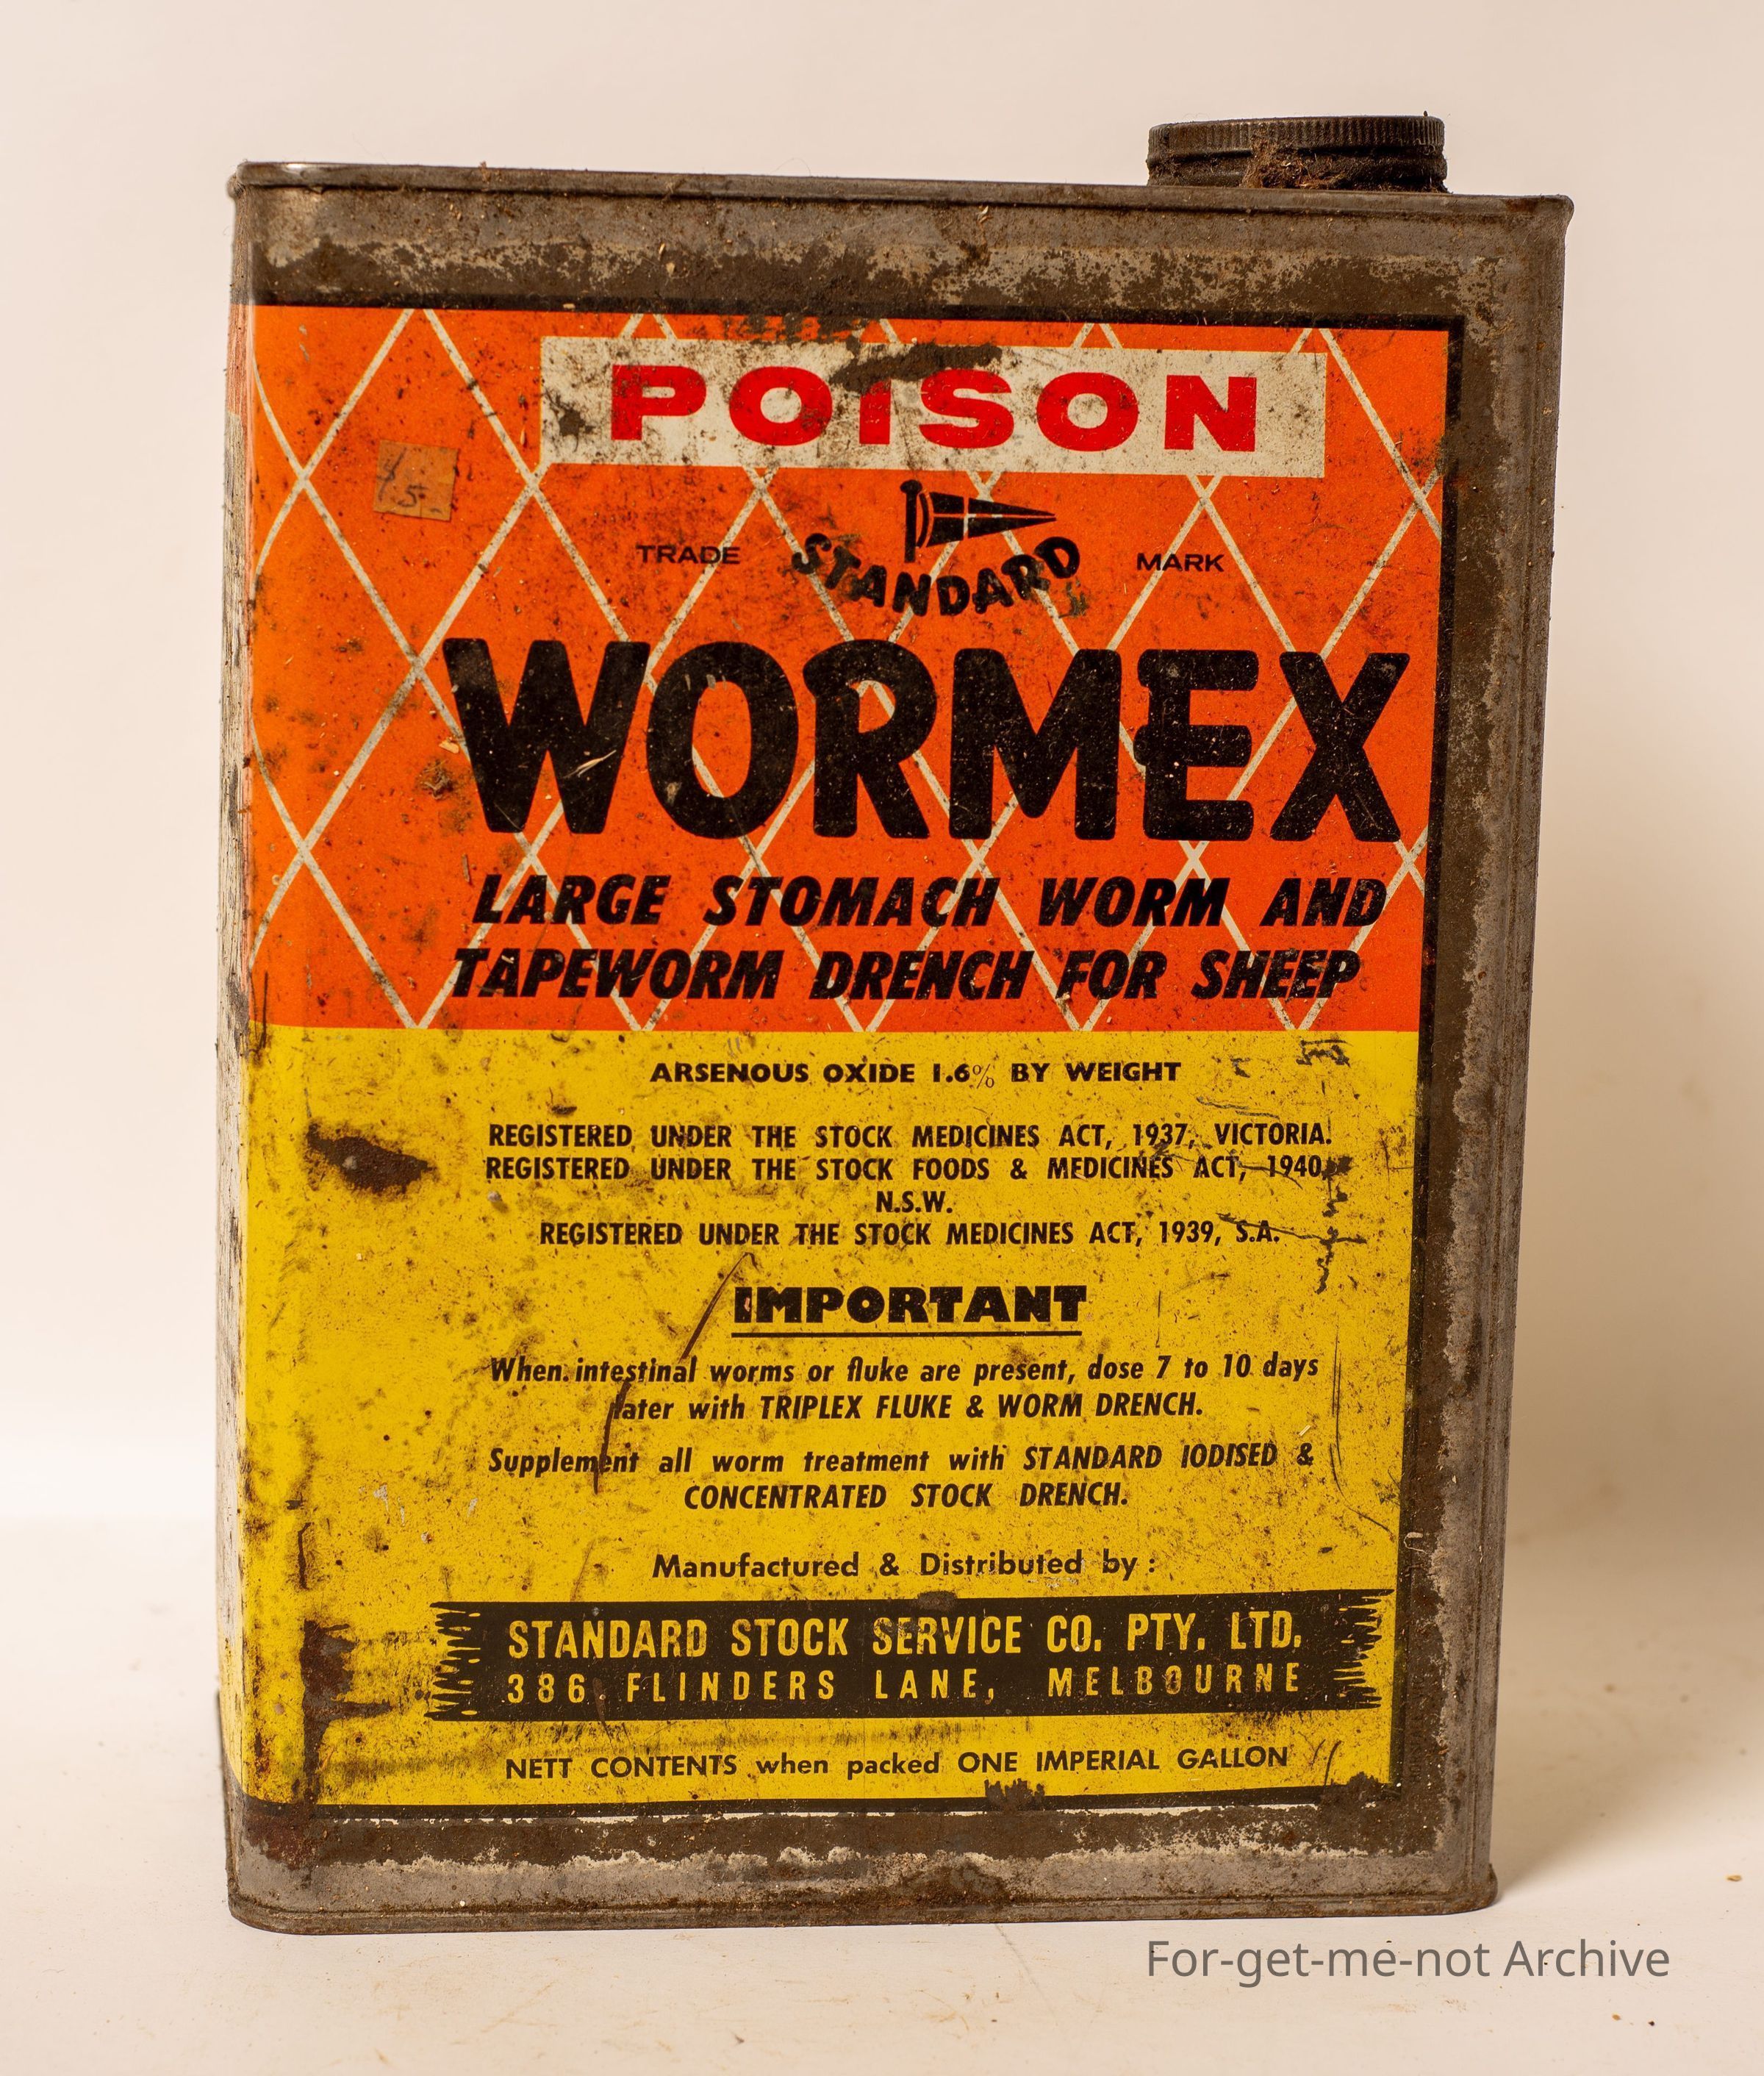 POISON
TRADE STANDARD MARK
WORMEX
LARGE STOMACH WORM AND
TAPEWORM DRENCH FOR SHEEP
ARSENOUS OXIDE 1.6% BY WEIGHT
REGISTERED UNDER THE STOCK MEDICINES ACT, 1937, VICTORIA.
REGISTERED UNDER THE STOCK FOODS & MEDICINES ACT, 1940,
N.S.W.
REGISTERED UNDER THE STOCK MEDICINES ACT, 1939, S.A.
IMPORTANT
When intestinal worms or fluke are present, dose 7 to 10 days
later with TRIPLEX FLUKE & WORM DRENCH.
Supplement all worm treatment with STANDARD IODISED &
CONCENTRATED STOCK DRENCH.
Manufactured & Distributed by :
STANDARD STOCK SERVICE CO. PTY. LTD.
386 FLINDERS LANE, MELBOURNE
NETT CONTENTS when packed ONE IMPERIAL GALLON
For-get-me-not Archive